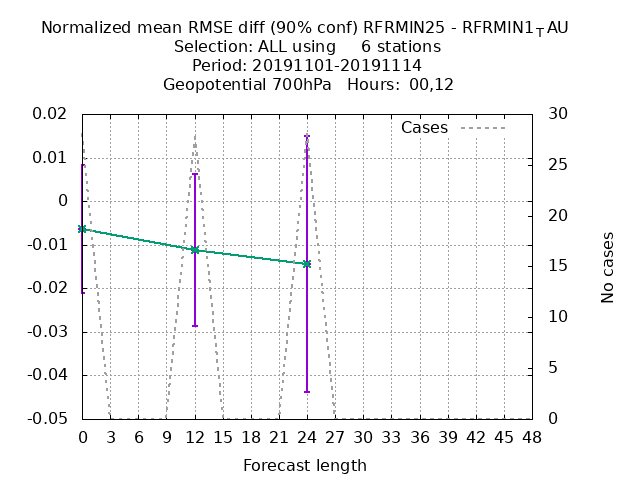 Normalized mean RMSE diff (90% conf) RFRMIN25 - RFRMIN1_TAU
Selection: ALL using 6 stations
Period: 20191101-20191114
Geopotential 700hPa Hours: 00,12
Cases
0.02
0.01
0
-0.01
-0.02
-0.03
-0.04
-0.05
30
25
20
15
10
5
0
No cases
0 3 6 9 12 15 18 21 24 27 30 33 36 39 42 45 48
Forecast length